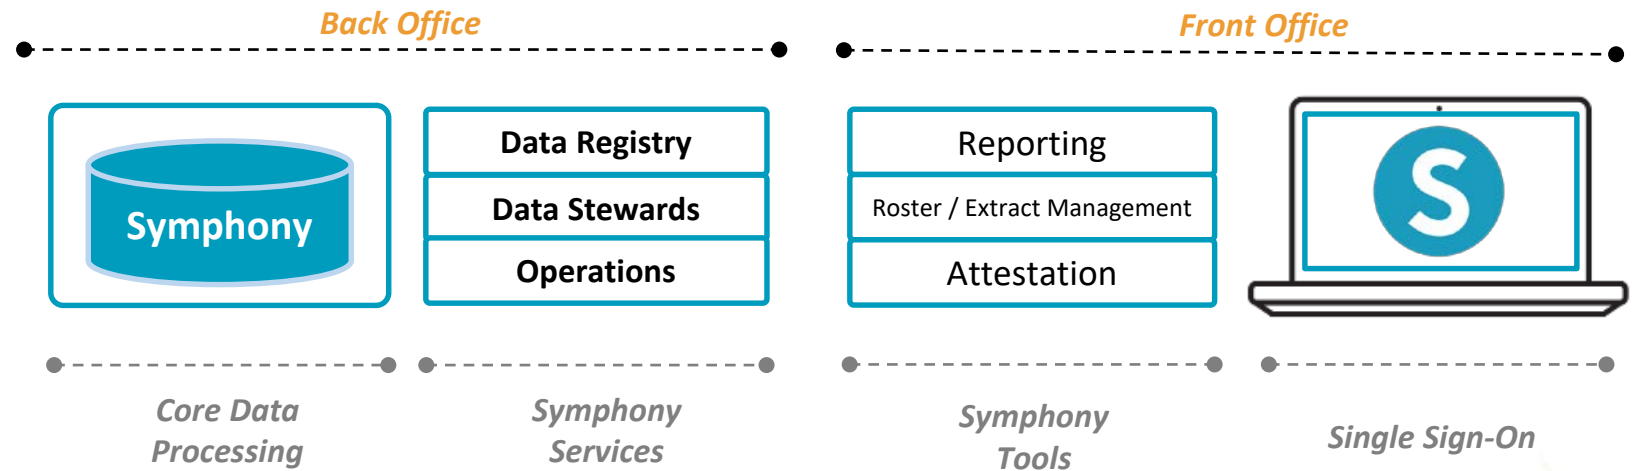 Back Office
Front Office
Symphony
Data Registry
Data Stewards
Operations
Reporting
Roster / Extract Management
Attestation
S
Core Data
Processing
Symphony
Services
Symphony
Tools
Single Sign-On